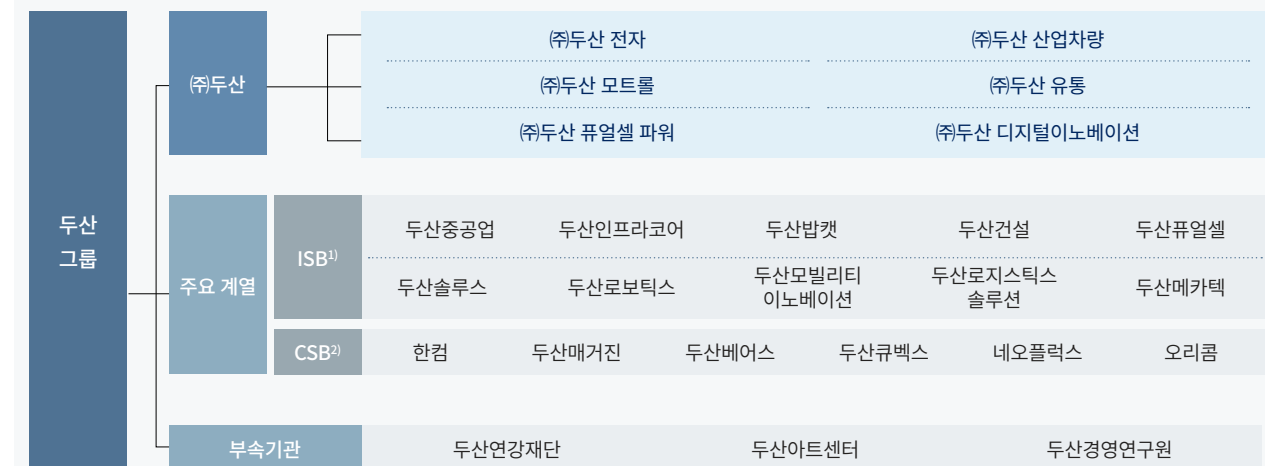 두산
그룹
㈜두산
㈜두산 전자
㈜두산 산업차량
㈜두산 모트롤
㈜두산 유통
㈜두산 퓨얼셀 파워
㈜두산 디지털이노베이션
주요 계열
ISB1)
두산중공업
두산인프라코어
두산밥캣
두산건설
두산퓨얼셀
두산솔루스
두산로보틱스
두산모빌리티
이노베이션
두산로지스틱스
솔루션
두산메카텍
CSB2)
한컴
두산매거진
두산베어스
두산큐벡스
네오플럭스
오리콤
부속기관
두산연강재단
두산아트센터
두산경영연구원